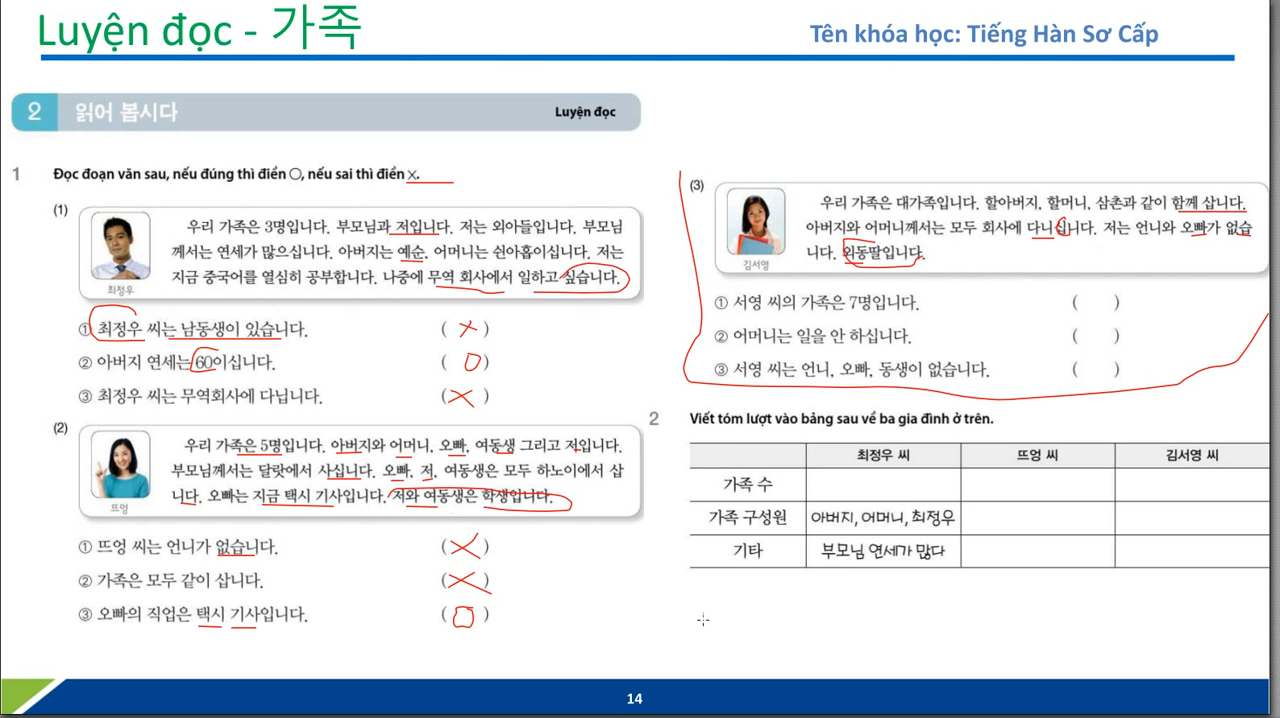 Luyện đọc - 가족
Tên khóa học: Tiếng Hàn Sơ Cấp
2 읽어 봅시다 Luyện đọc
1 Đọc đoạn văn sau, nếu đúng thì điền ○, nếu sai thì điền ×.
(1)
우리 가족은 3명입니다. 부모님과 저입니다. 저는 외아들입니다. 부모님
께서는 연세가 많으십니다. 아버지는 예순, 어머니는 쉰아홉이십니다. 저는
지금 중국어를 열심히 공부합니다. 나중에 무역 회사에서 일하고 싶습니다.
최정우
① 최정우 씨는 남동생이 있습니다. ( × )
② 아버지 연세는 60이십니다. ( O )
③ 최정우 씨는 무역회사에 다닙니다. ( × )
(2)
우리 가족은 5명입니다. 아버지와 어머니, 오빠, 여동생 그리고 저입니다.
부모님께서는 달랏에서 사십니다. 오빠, 저, 여동생은 모두 하노이에서 삽
니다. 오빠는 지금 택시 기사입니다. 저와 여동생은 학생입니다.
뜨엉
① 뜨엉 씨는 언니가 없습니다. ( × )
② 가족은 모두 같이 삽니다. ( × )
③ 오빠의 직업은 택시 기사입니다. ( O )
(3)
우리 가족은 대가족입니다. 할아버지, 할머니, 삼촌과 같이 함께 삽니다.
아버지와 어머니께서는 모두 회사에 다니십니다. 저는 언니와 오빠가 없습
니다. 외동딸입니다.
김서영
① 서영 씨의 가족은 7명입니다. ( )
② 어머니는 일을 안 하십니다. ( )
③ 서영 씨는 언니, 오빠, 동생이 없습니다. ( )
2 Viết tóm lượt vào bảng sau về ba gia đình ở trên.
최정우 씨 뜨엉 씨 김서영 씨
가족 수
가족 구성원 아버지, 어머니, 최정우
기타 부모님 연세가 많다
14